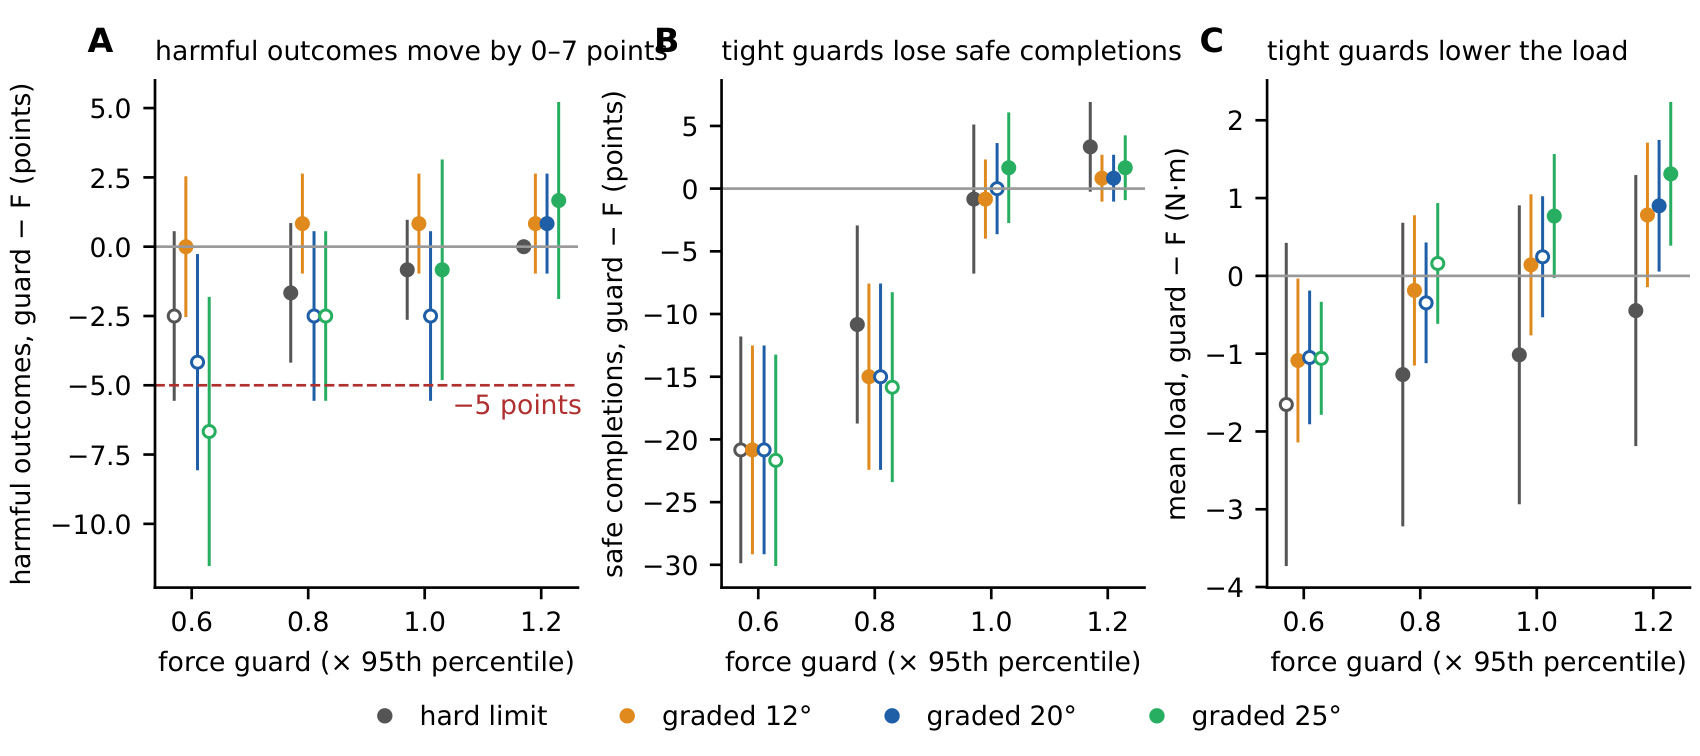 A
harmful outcomes move by 0–7 points
harmful outcomes, guard − F (points)
5.0
2.5
0.0
−2.5
−5.0
−7.5
−10.0
−5 points
0.6
0.8
1.0
1.2
force guard (× 95th percentile)
B
tight guards lose safe completions
safe completions, guard − F (points)
5
0
−5
−10
−15
−20
−25
−30
0.6
0.8
1.0
1.2
force guard (× 95th percentile)
C
tight guards lower the load
mean load, guard − F (N·m)
2
1
0
−1
−2
−3
−4
0.6
0.8
1.0
1.2
force guard (× 95th percentile)
hard limit
graded 12°
graded 20°
graded 25°